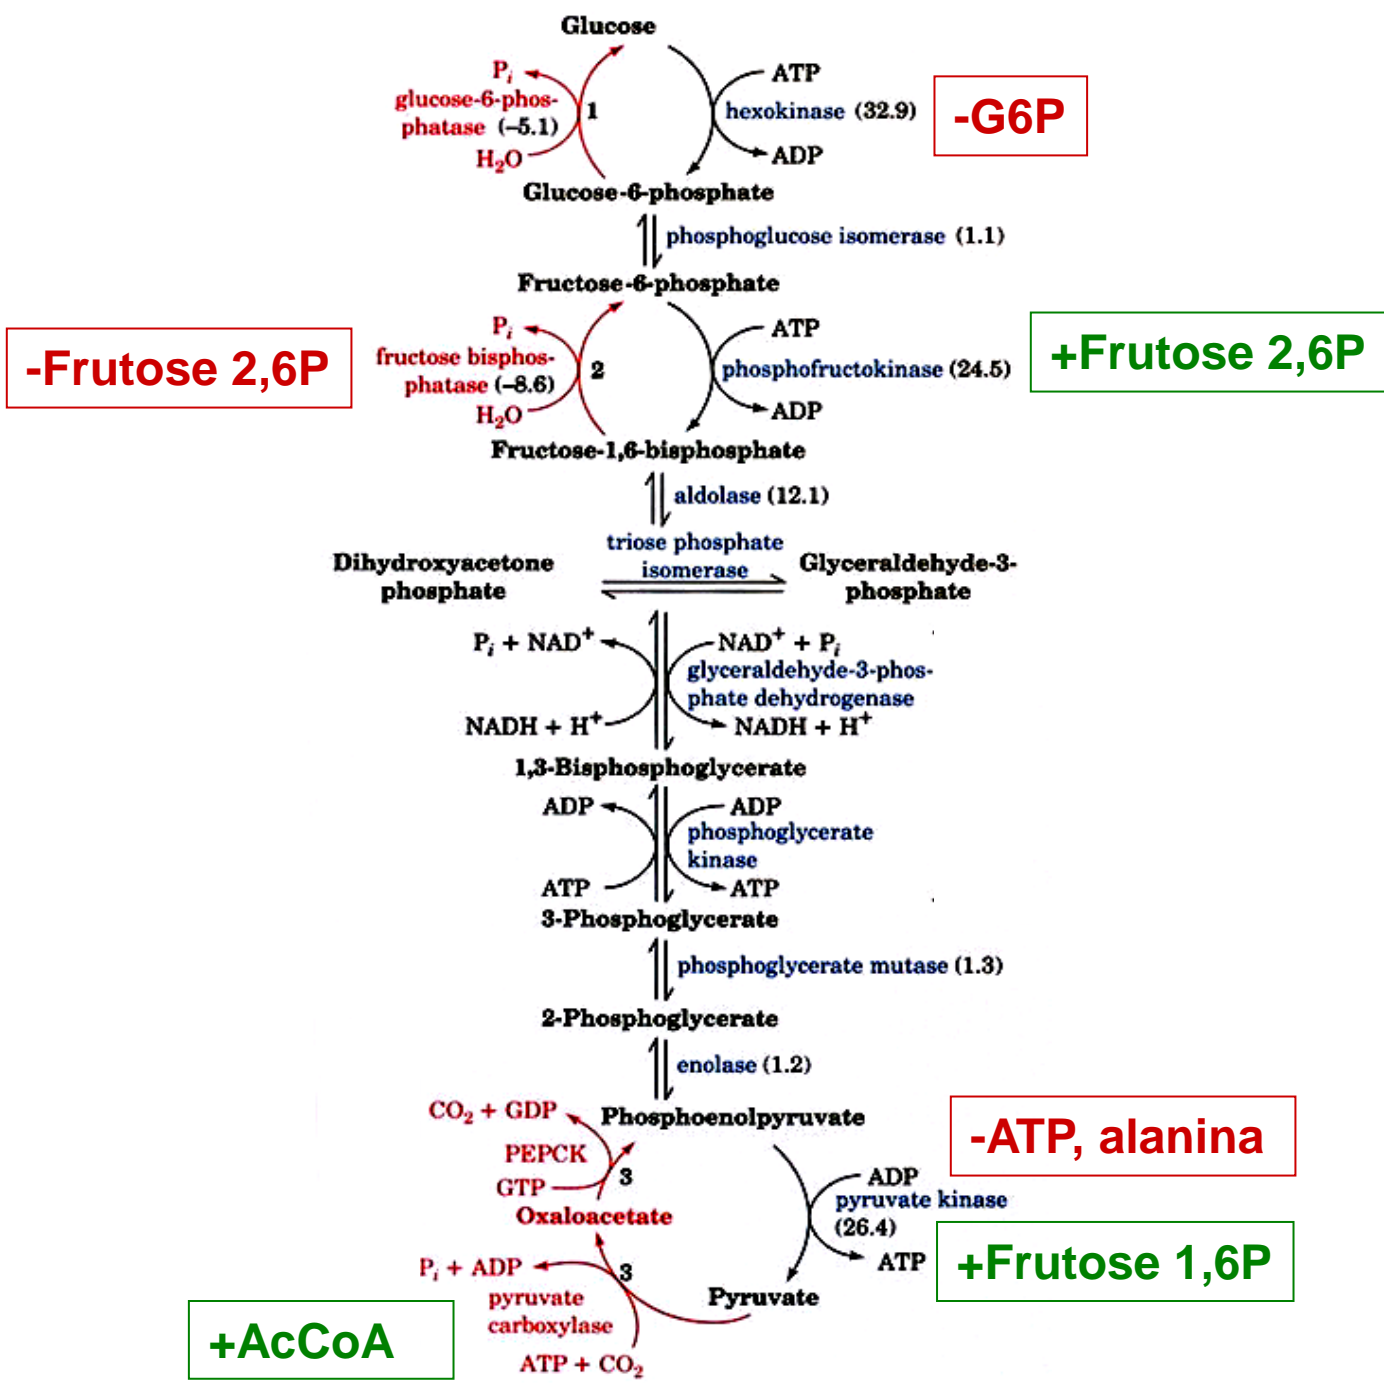 Glucose
Pi
ATP
glucose-6-phos-
phatase (–5.1)
1
hexokinase (32.9)
-G6P
H2O
ADP
Glucose-6-phosphate
phosphoglucose isomerase (1.1)
Fructose-6-phosphate
-Frutose 2,6P
Pi
ATP
fructose bisphos-
phatase (–8.6)
2
phosphofructokinase (24.5)
+Frutose 2,6P
H2O
ADP
Fructose-1,6-bisphosphate
aldolase (12.1)
Dihydroxyacetone
phosphate
triose phosphate
isomerase
Glyceraldehyde-3-
phosphate
Pi + NAD+
NAD+ + Pi
glyceraldehyde-3-phos-
phate dehydrogenase
NADH + H+
NADH + H+
1,3-Bisphosphoglycerate
ADP
ADP
phosphoglycerate
kinase
ATP
ATP
3-Phosphoglycerate
phosphoglycerate mutase (1.3)
2-Phosphoglycerate
enolase (1.2)
CO2 + GDP
Phosphoenolpyruvate
-ATP, alanina
PEPCK
3
GTP
ADP
pyruvate kinase
(26.4)
Oxaloacetate
ATP
+Frutose 1,6P
Pi + ADP
3
pyruvate
carboxylase
Pyruvate
+AcCoA
ATP + CO2